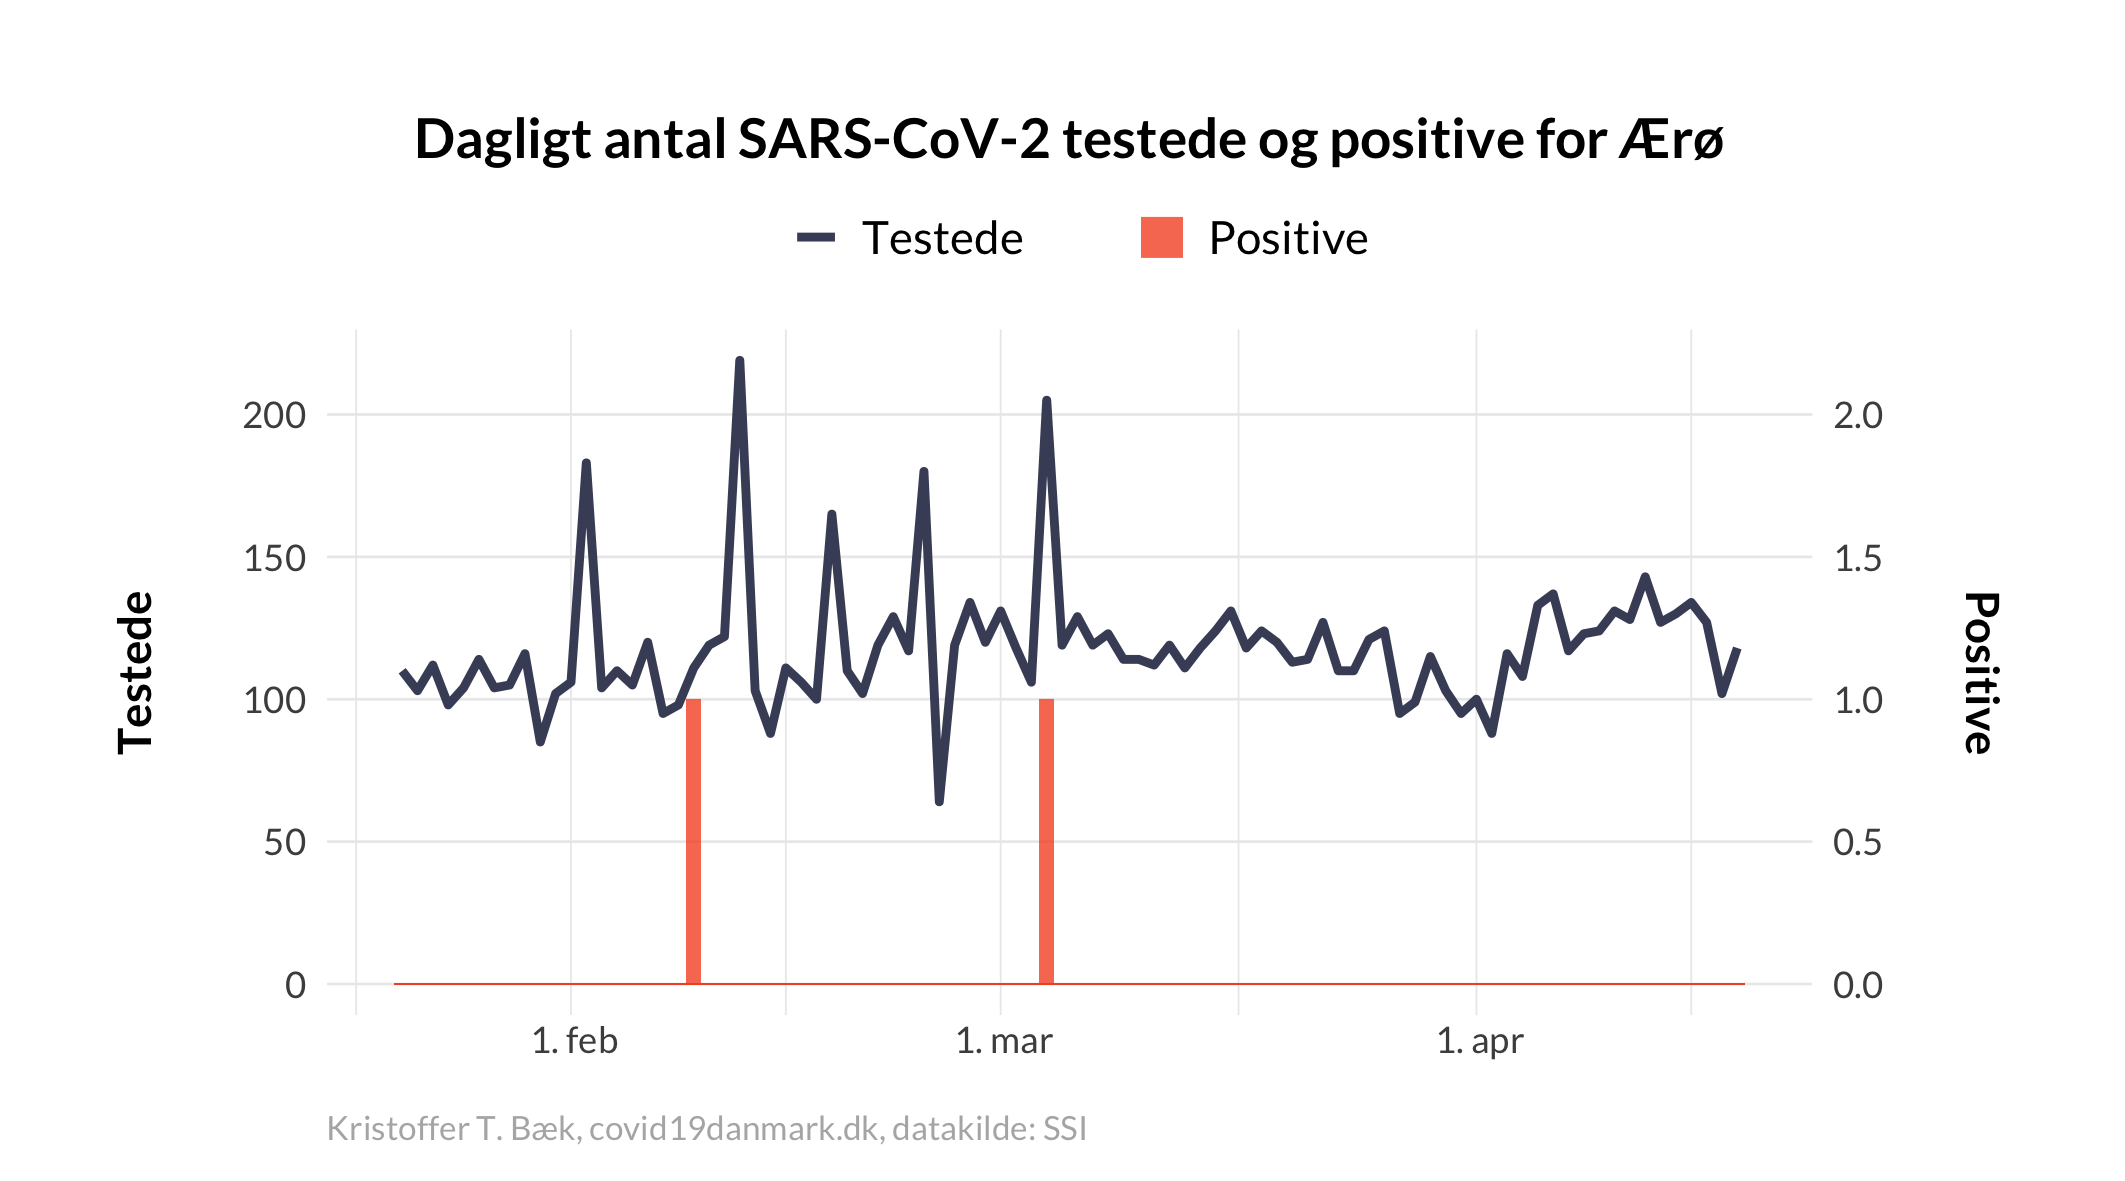 Dagligt antal SARS-CoV-2 testede og positive for Ærø
Testede
Positive
200
150
100
50
0
Testede
2.0
1.5
1.0
0.5
0.0
Positive
1. feb
1. mar
1. apr
Kristoffer T. Bæk, covid19danmark.dk, datakilde: SSI